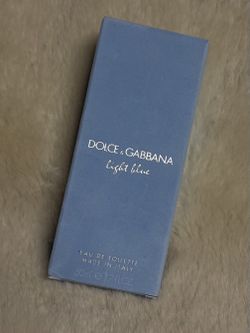 DOLCE & GABBANA
light blue
EAU DE TOILETTE
MADE IN ITALY